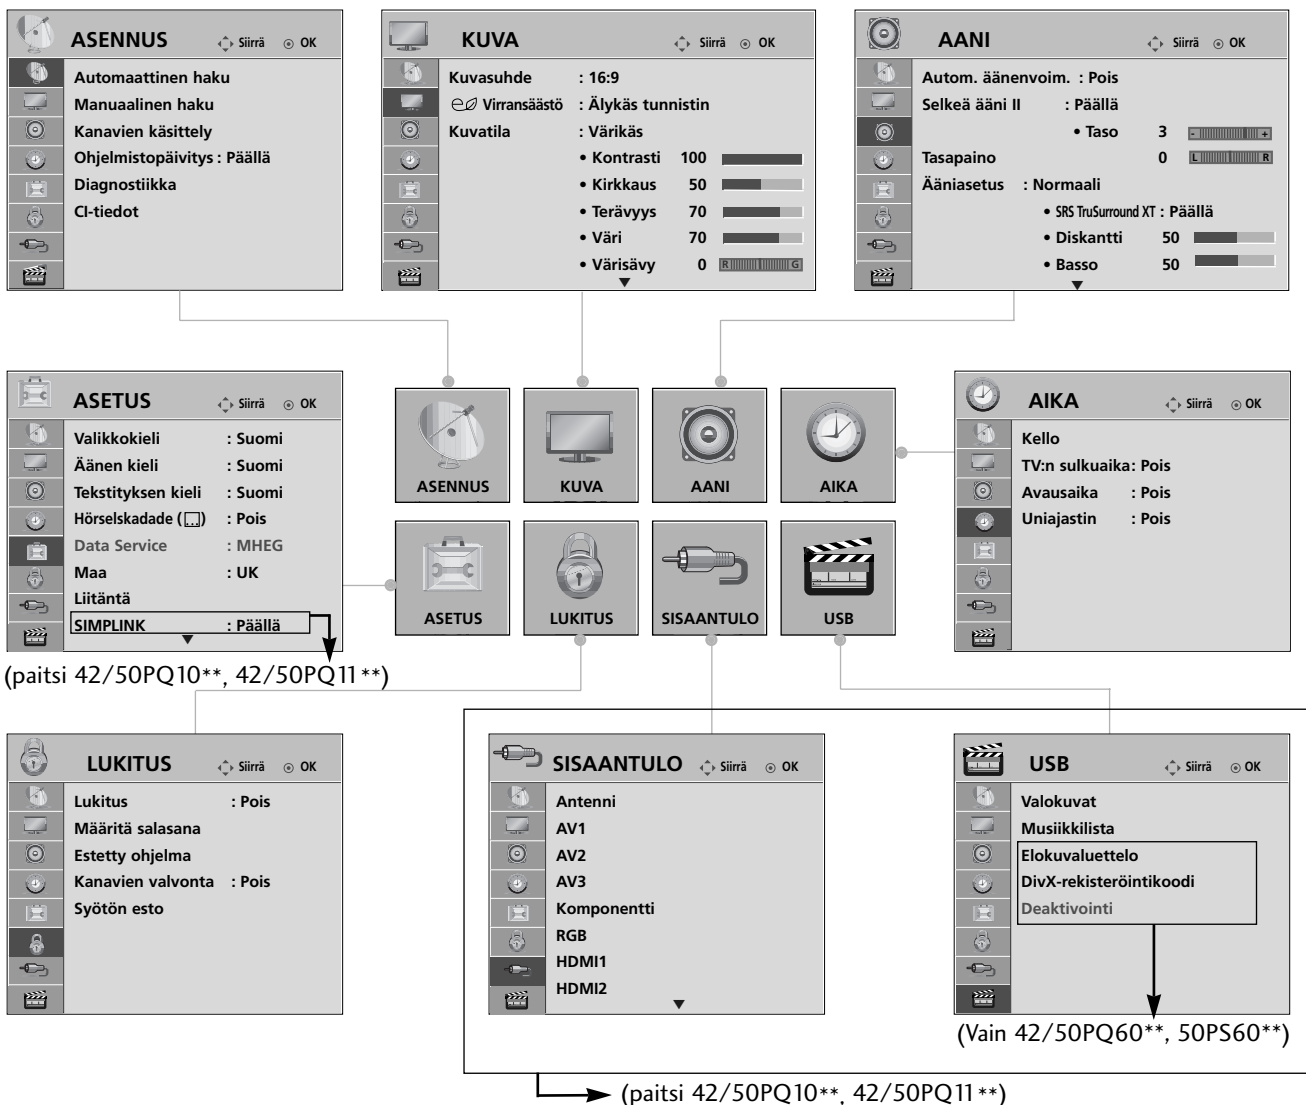 ASENNUS Siirrä OK
Automaattinen haku
Manuaalinen haku
Kanavien käsittely
Ohjelmistopäivitys : Päällä
Diagnostiikka
CI-tiedot
KUVA Siirrä OK
Kuvasuhde : 16:9
Virransäästö : Älykäs tunnistin
Kuvatila : Värikäs
• Kontrasti 100
• Kirkkaus 50
• Terävyys 70
• Väri 70
• Värisävy 0 R G
AANI Siirrä OK
Autom. äänenvoim. : Pois
Selkeä ääni II : Päällä
• Taso 3 - +
Tasapaino 0 L R
Ääniasetus : Normaali
• SRS TruSurround XT : Päällä
• Diskantti 50
• Basso 50
ASETUS Siirrä OK
Valikkokieli : Suomi
Äänen kieli : Suomi
Tekstityksen kieli : Suomi
Hörselskadade ( ) : Pois
Data Service : MHEG
Maa : UK
Liitäntä
SIMPLINK : Päällä
(paitsi 42/50PQ10**, 42/50PQ11**)
ASENNUS
KUVA
AANI
AIKA
ASETUS
LUKITUS
SISAANTULO
USB
AIKA Siirrä OK
Kello
TV:n sulkuaika : Pois
Avausaika : Pois
Uniajastin : Pois
LUKITUS Siirrä OK
Lukitus : Pois
Määritä salasana
Estetty ohjelma
Kanavien valvonta : Pois
Syötön esto
SISAANTULO Siirrä OK
Antenni
AV1
AV2
AV3
Komponentti
RGB
HDMI1
HDMI2
USB Siirrä OK
Valokuvat
Musiikkilista
Elokuvaluettelo
DivX-rekisteröintikoodi
Deaktivointi
(Vain 42/50PQ60**, 50PS60**)
(paitsi 42/50PQ10**, 42/50PQ11**)